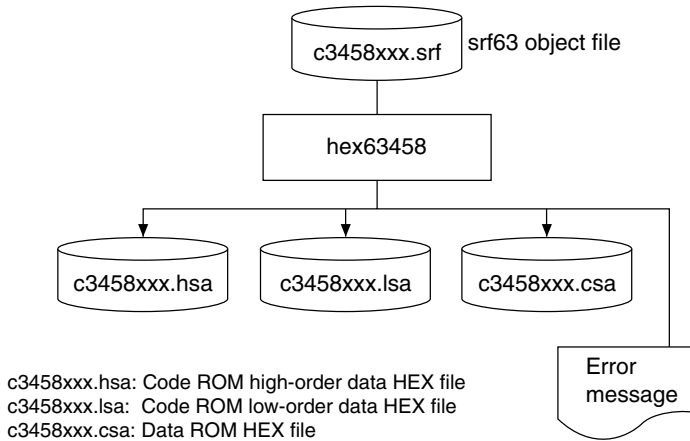 c3458xxx.srf
srf63 object file
hex63458
c3458xxx.hsa
c3458xxx.lsa
c3458xxx.csa
Error
message
c3458xxx.hsa: Code ROM high-order data HEX file
c3458xxx.lsa: Code ROM low-order data HEX file
c3458xxx.csa: Data ROM HEX file